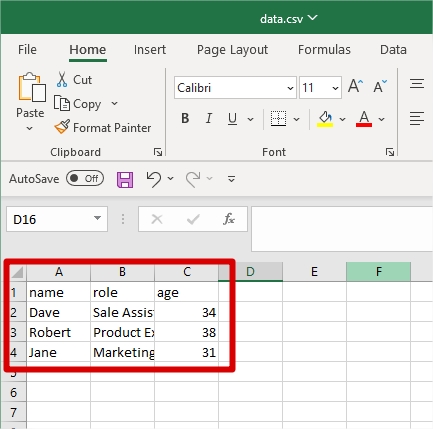 data.csv
File Home Insert Page Layout Formulas Data
Cut
Copy
Format Painter
Paste
Clipboard
Calibri 11 A A
B I U A
Font
AutoSave Off
D16 fx
A B C D E F
1 name role age
2 Dave Sale Assis 34
3 Robert Product Ex 38
4 Jane Marketing 31
5
6
7